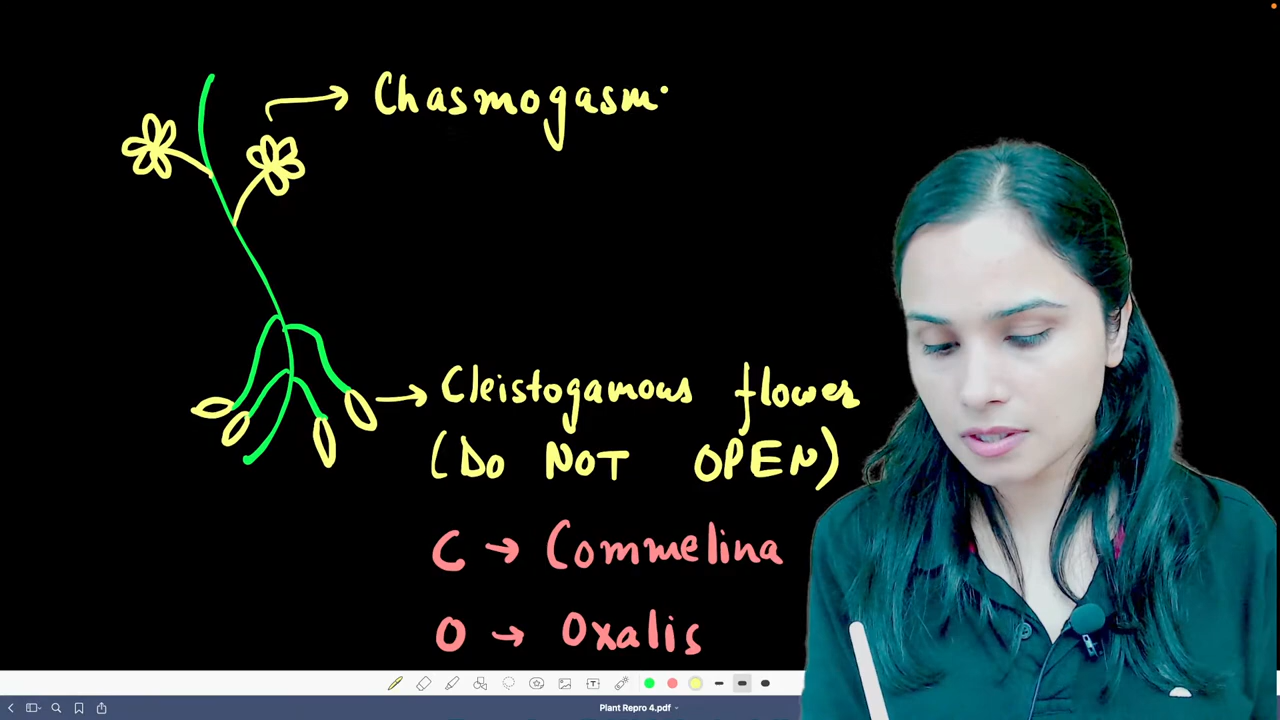 → Chasmogasm.
→ Cleistogamous flower
(DO NOT OPEN)
C → Commelina
O → Oxalis
Plant Repro 4.pdf